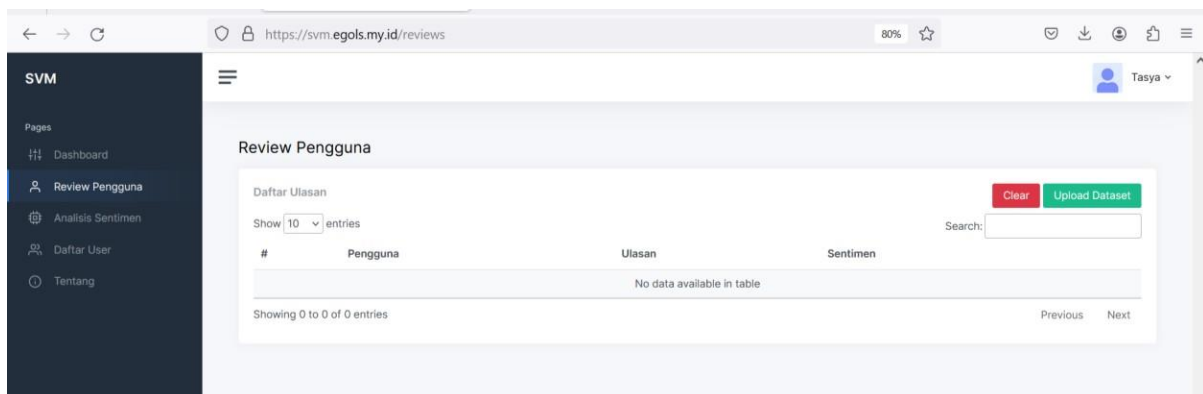 https://svm.egols.my.id/reviews 80%
SVM
Tasya
Pages
Dashboard
Review Pengguna
Analisis Sentimen
Daftar User
Tentang
Review Pengguna
Daftar Ulasan
Clear Upload Dataset
Show 10 entries
Search:
# Pengguna Ulasan Sentimen
No data available in table
Showing 0 to 0 of 0 entries
Previous Next